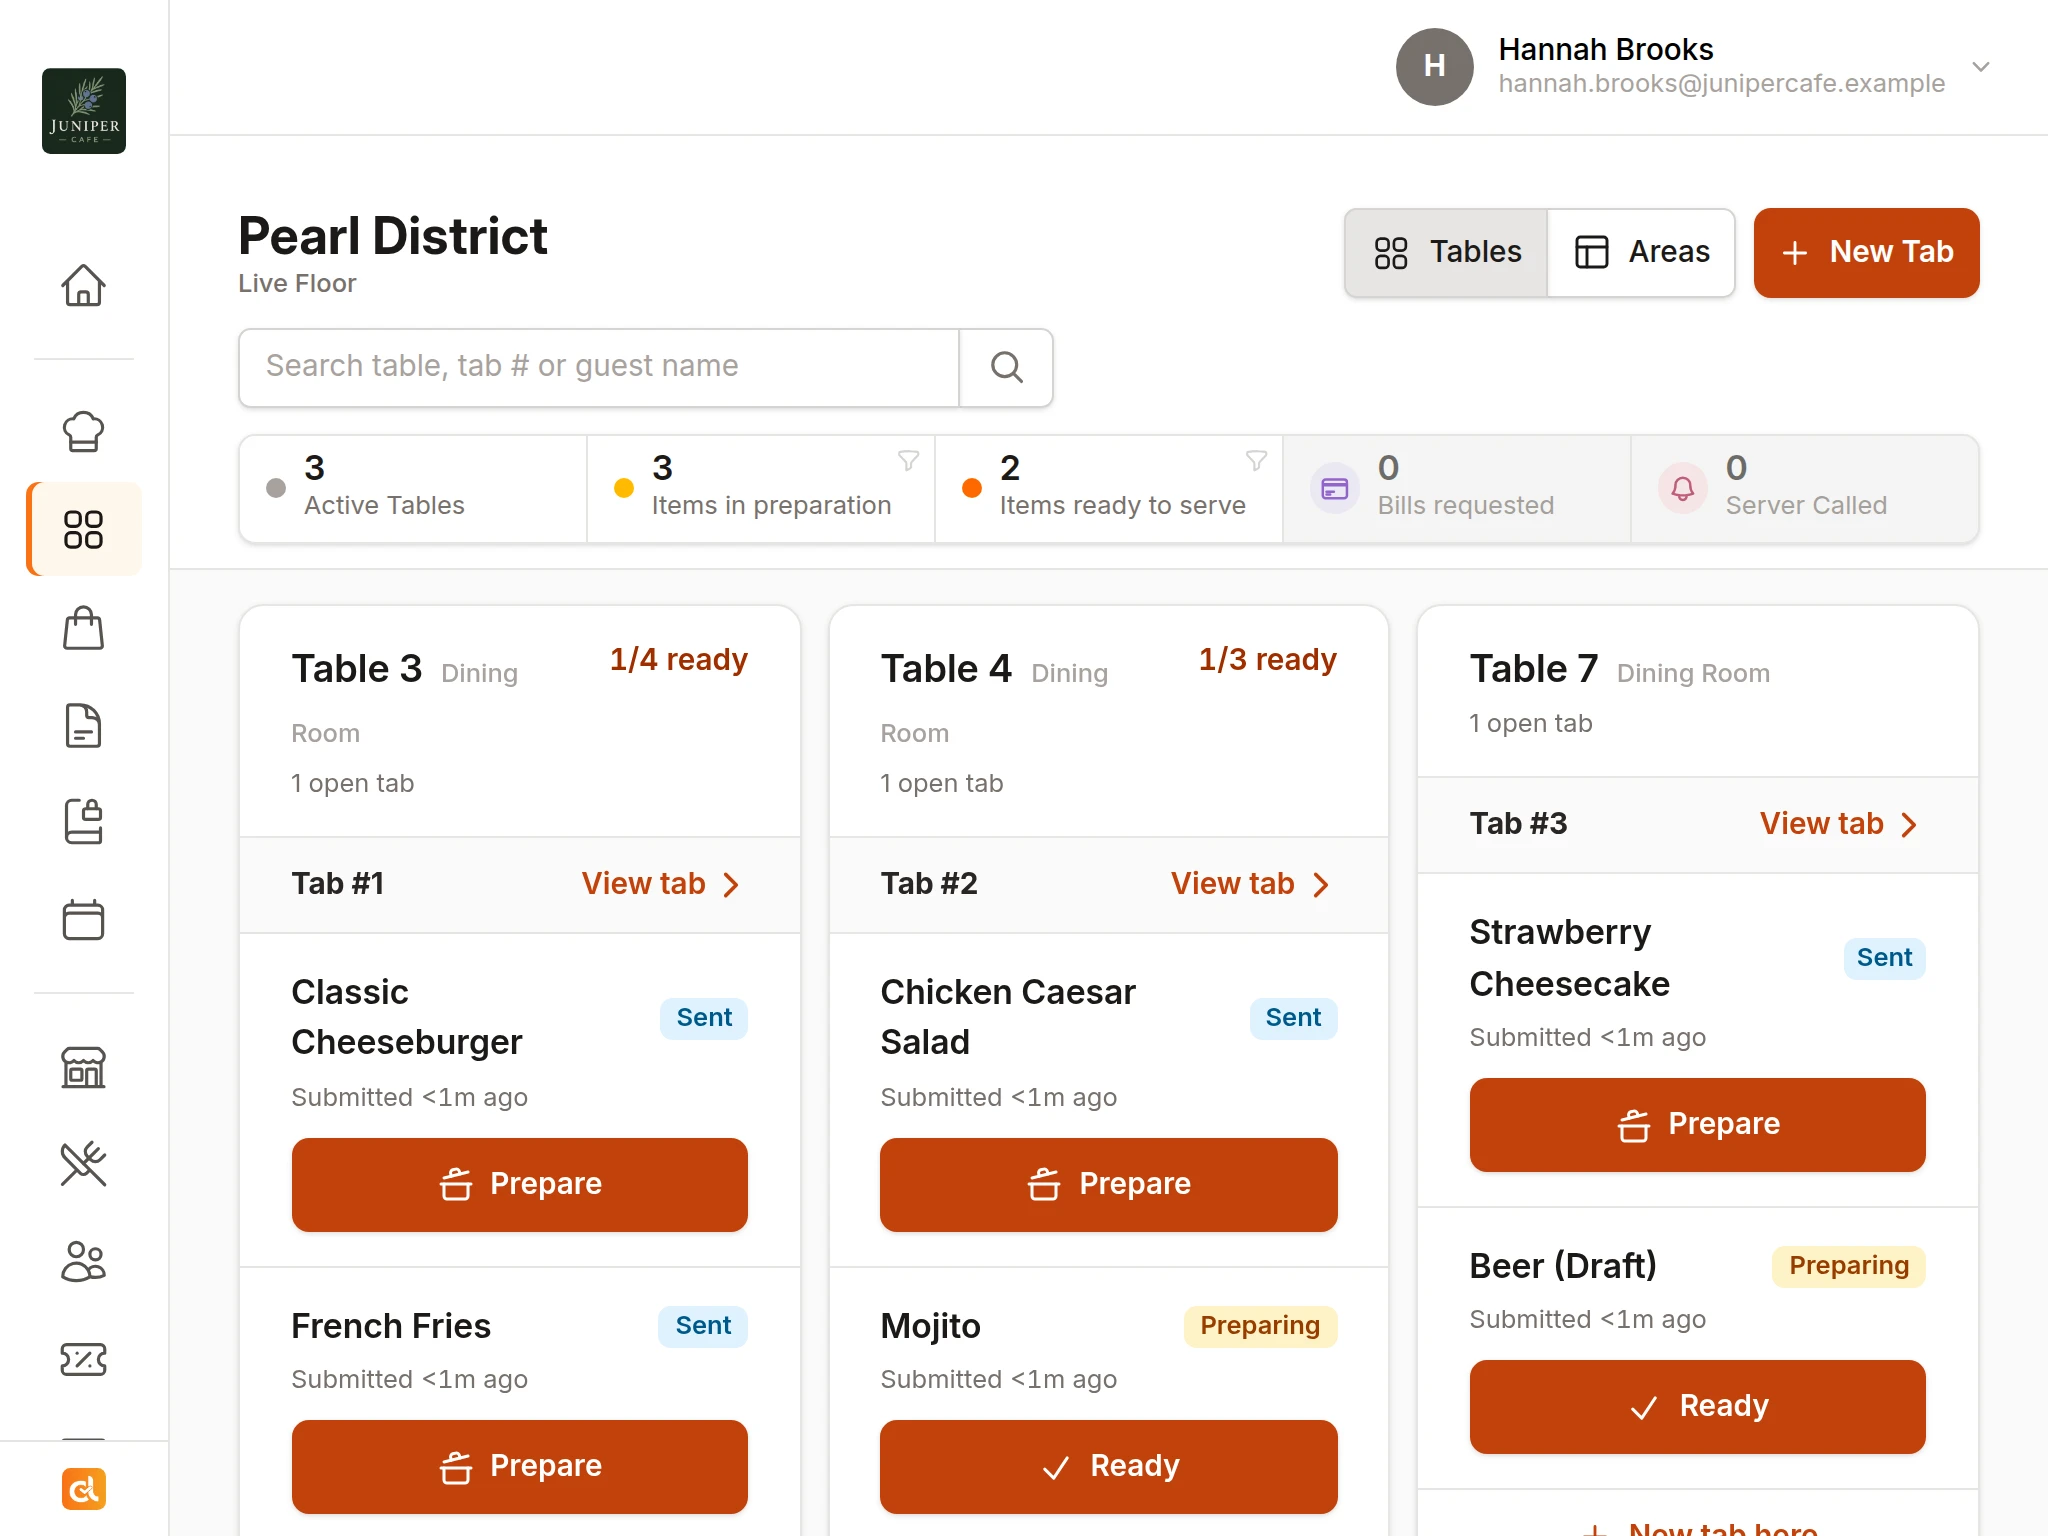 JUNIPER
CAFE
H
Hannah Brooks
hannah.brooks@junipercafe.example
Pearl District
Live Floor
Tables
Areas
New Tab
Search table, tab # or guest name
3
Active Tables
3
Items in preparation
2
Items ready to serve
0
Bills requested
0
Server Called
Table 3 Dining Room
1/4 ready
1 open tab
Tab #1
View tab
Classic
Cheeseburger
Sent
Submitted <1m ago
Prepare
French Fries
Sent
Submitted <1m ago
Prepare
Table 4 Dining Room
1/3 ready
1 open tab
Tab #2
View tab
Chicken Caesar
Salad
Sent
Submitted <1m ago
Prepare
Mojito
Preparing
Submitted <1m ago
Ready
Table 7 Dining Room
1 open tab
Tab #3
View tab
Strawberry
Cheesecake
Sent
Submitted <1m ago
Prepare
Beer (Draft)
Preparing
Submitted <1m ago
Ready
New tab here